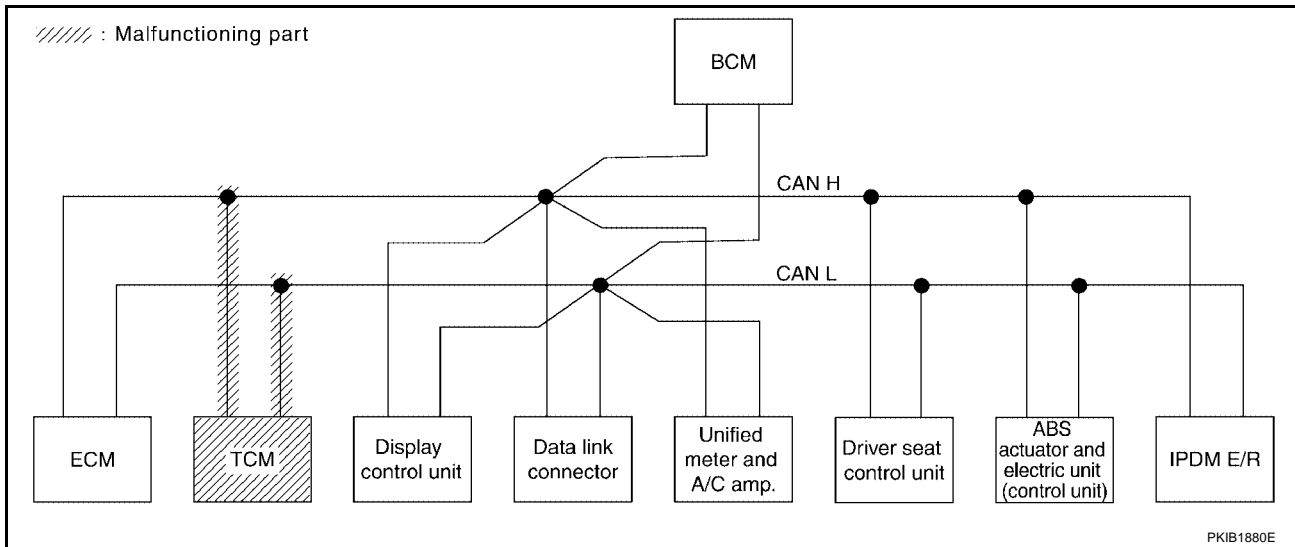 : Malfunctioning part
BCM
CAN H
CAN L
ECM
TCM
Display
control unit
Data link
connector
Unified
meter and
A/C amp.
Driver seat
control unit
ABS
actuator and
electric unit
(control unit)
IPDM E/R
PKIB1880E